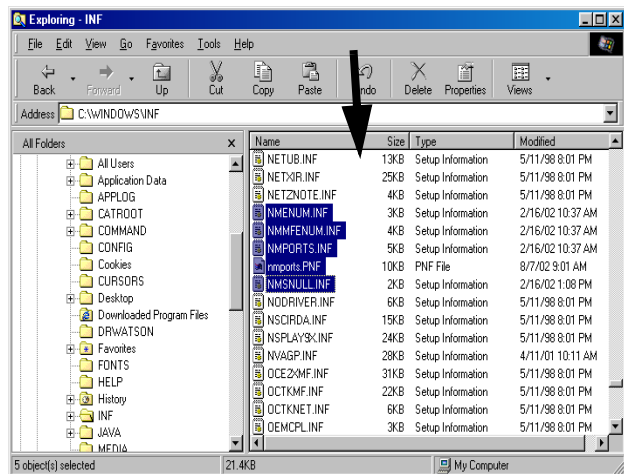 Exploring - INF
File Edit View Go Favorites Tools Help
Back Forward Up Cut Copy Paste Undo Delete Properties Views
Address C:\WINDOWS\INF
All Folders x
Name Size Type Modified
All Users
Application Data
APPLOG
CATROOT
COMMAND
CONFIG
Cookies
CURSORS
Desktop
Downloaded Program Files
DRWATSON
Favorites
FONTS
HELP
History
INF
JAVA
MEDIA
NETUB.INF 13KB Setup Information 5/11/98 8:01 PM
NETXIR.INF 25KB Setup Information 5/11/98 8:01 PM
NETZNOTE.INF 4KB Setup Information 5/11/98 8:01 PM
NMENUM.INF 3KB Setup Information 2/16/02 10:37 AM
NMMFENUM.INF 4KB Setup Information 2/16/02 10:37 AM
NMPORTS.INF 5KB Setup Information 2/16/02 10:37 AM
nmports.PNF 10KB PNF File 8/7/02 9:01 AM
NMSNULL.INF 2KB Setup Information 2/16/02 1:08 PM
NODRIVER.INF 6KB Setup Information 5/11/98 8:01 PM
NSCIRDA.INF 15KB Setup Information 5/11/98 8:01 PM
NSPLAY9X.INF 24KB Setup Information 5/11/98 8:01 PM
NVAGP.INF 28KB Setup Information 4/11/01 10:11 AM
OCE2XMF.INF 31KB Setup Information 5/11/98 8:01 PM
OCTKMF.INF 22KB Setup Information 5/11/98 8:01 PM
OCTKNET.INF 6KB Setup Information 5/11/98 8:01 PM
OEMCPL.INF 3KB Setup Information 5/11/98 8:01 PM
5 object(s) selected 21.4KB My Computer